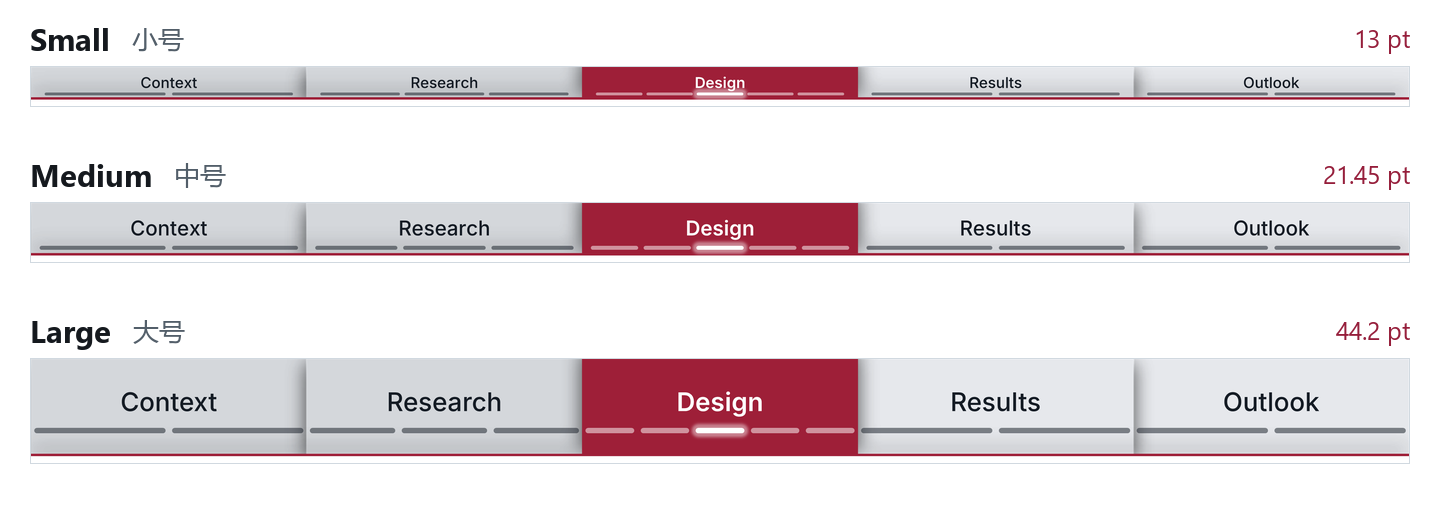 Small 小号 13 pt
Context Research Design Results Outlook
Medium 中号 21.45 pt
Context Research Design Results Outlook
Large 大号 44.2 pt
Context Research Design Results Outlook